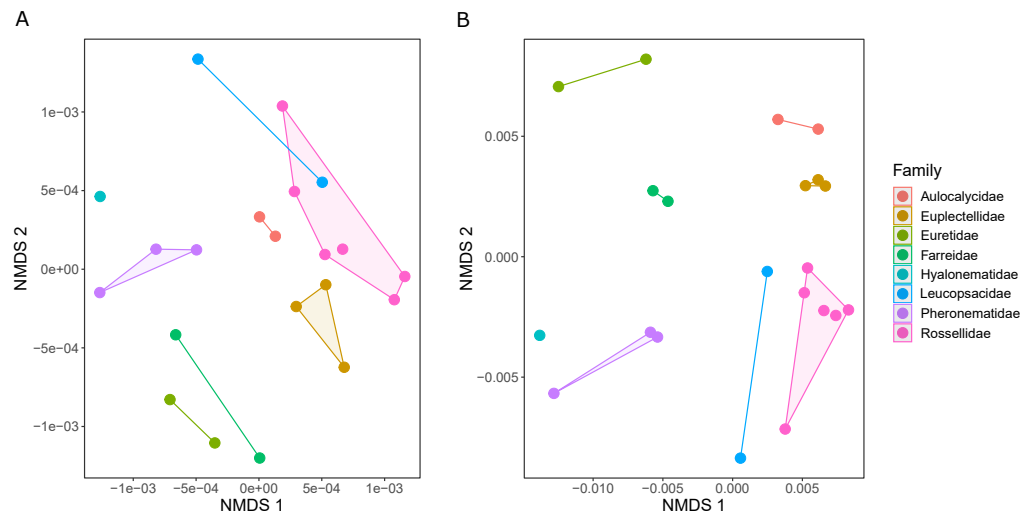 A
B
1e−03
5e−04
0e+00
−5e−04
−1e−03
NMDS 2
−1e−03
−5e−04
0e+00
5e−04
1e−03
NMDS 1
0.005
0.000
−0.005
NMDS 2
−0.010
−0.005
0.000
0.005
NMDS 1
Family
Aulocalycidae
Euplectellidae
Euretidae
Farreidae
Hyalonematidae
Leucopsacidae
Pheronematidae
Rossellidae